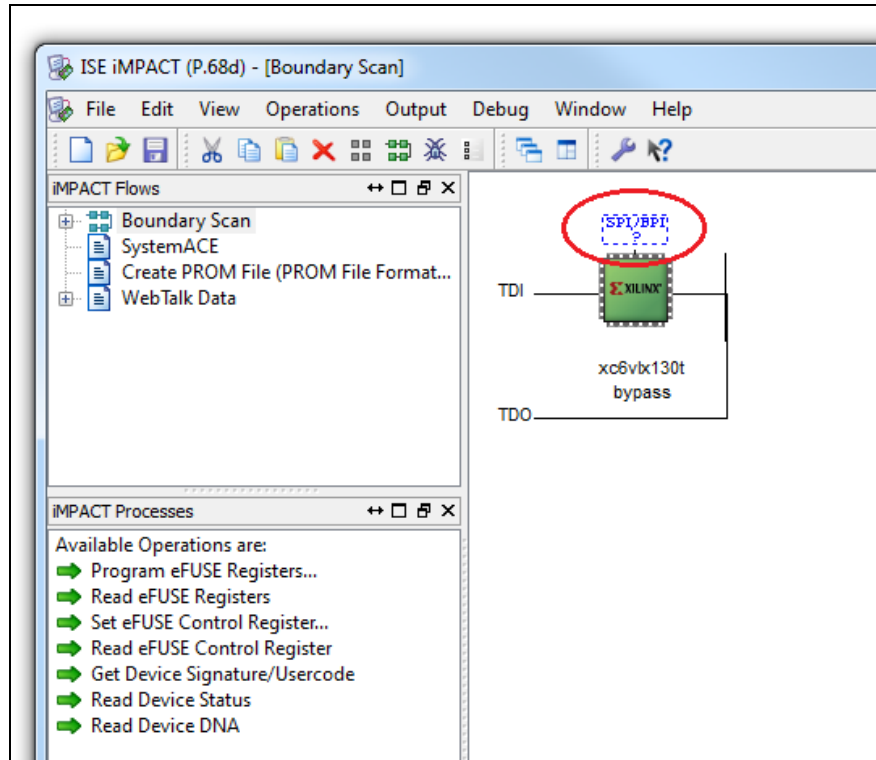 ISE iMPACT (P.68d) - [Boundary Scan]
File Edit View Operations Output Debug Window Help
iMPACT Flows
Boundary Scan
SystemACE
Create PROM File (PROM File Format...
WebTalk Data
SPI/BPI
?
TDI
XILINX
xc6vlx130t
bypass
TDO
iMPACT Processes
Available Operations are:
Program eFUSE Registers...
Read eFUSE Registers
Set eFUSE Control Register...
Read eFUSE Control Register
Get Device Signature/Usercode
Read Device Status
Read Device DNA